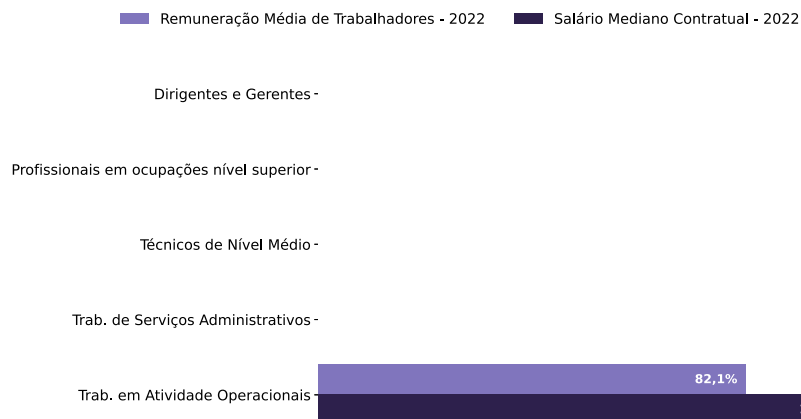 Remuneração Média de Trabalhadores - 2022 Salário Mediano Contratual - 2022
Dirigentes e Gerentes
Profissionais em ocupações nível superior
Técnicos de Nível Médio
Trab. de Serviços Administrativos
82,1%
Trab. em Atividade Operacionais